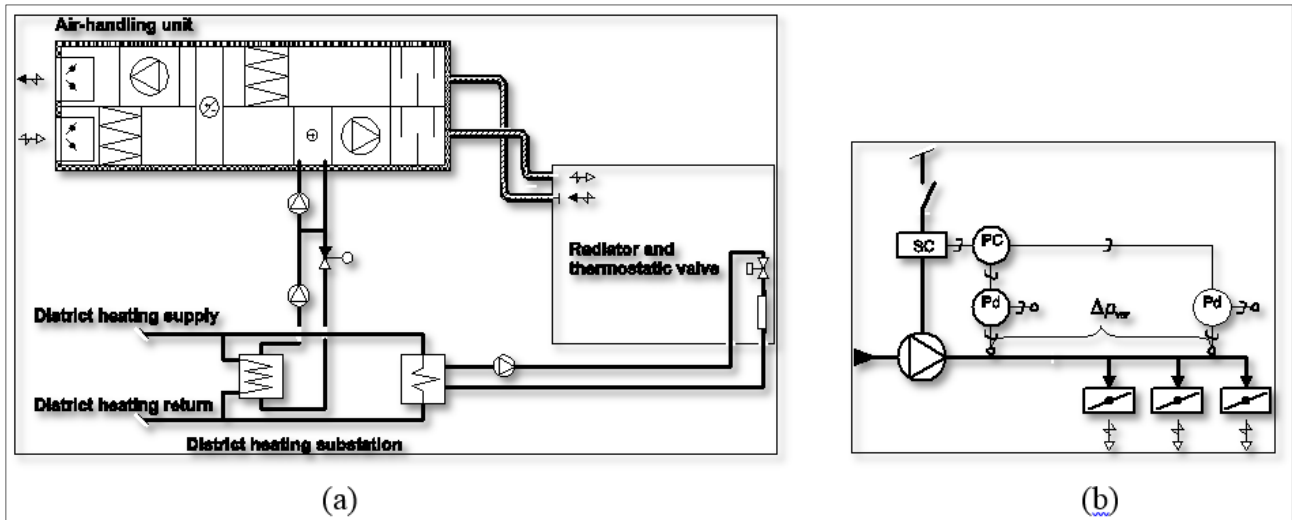 Air-handling unit
Radiator and
thermostatic valve
District heating supply
District heating return
District heating substation
(a)
SC
PC
Pd
Δp_var
Pd
(b)